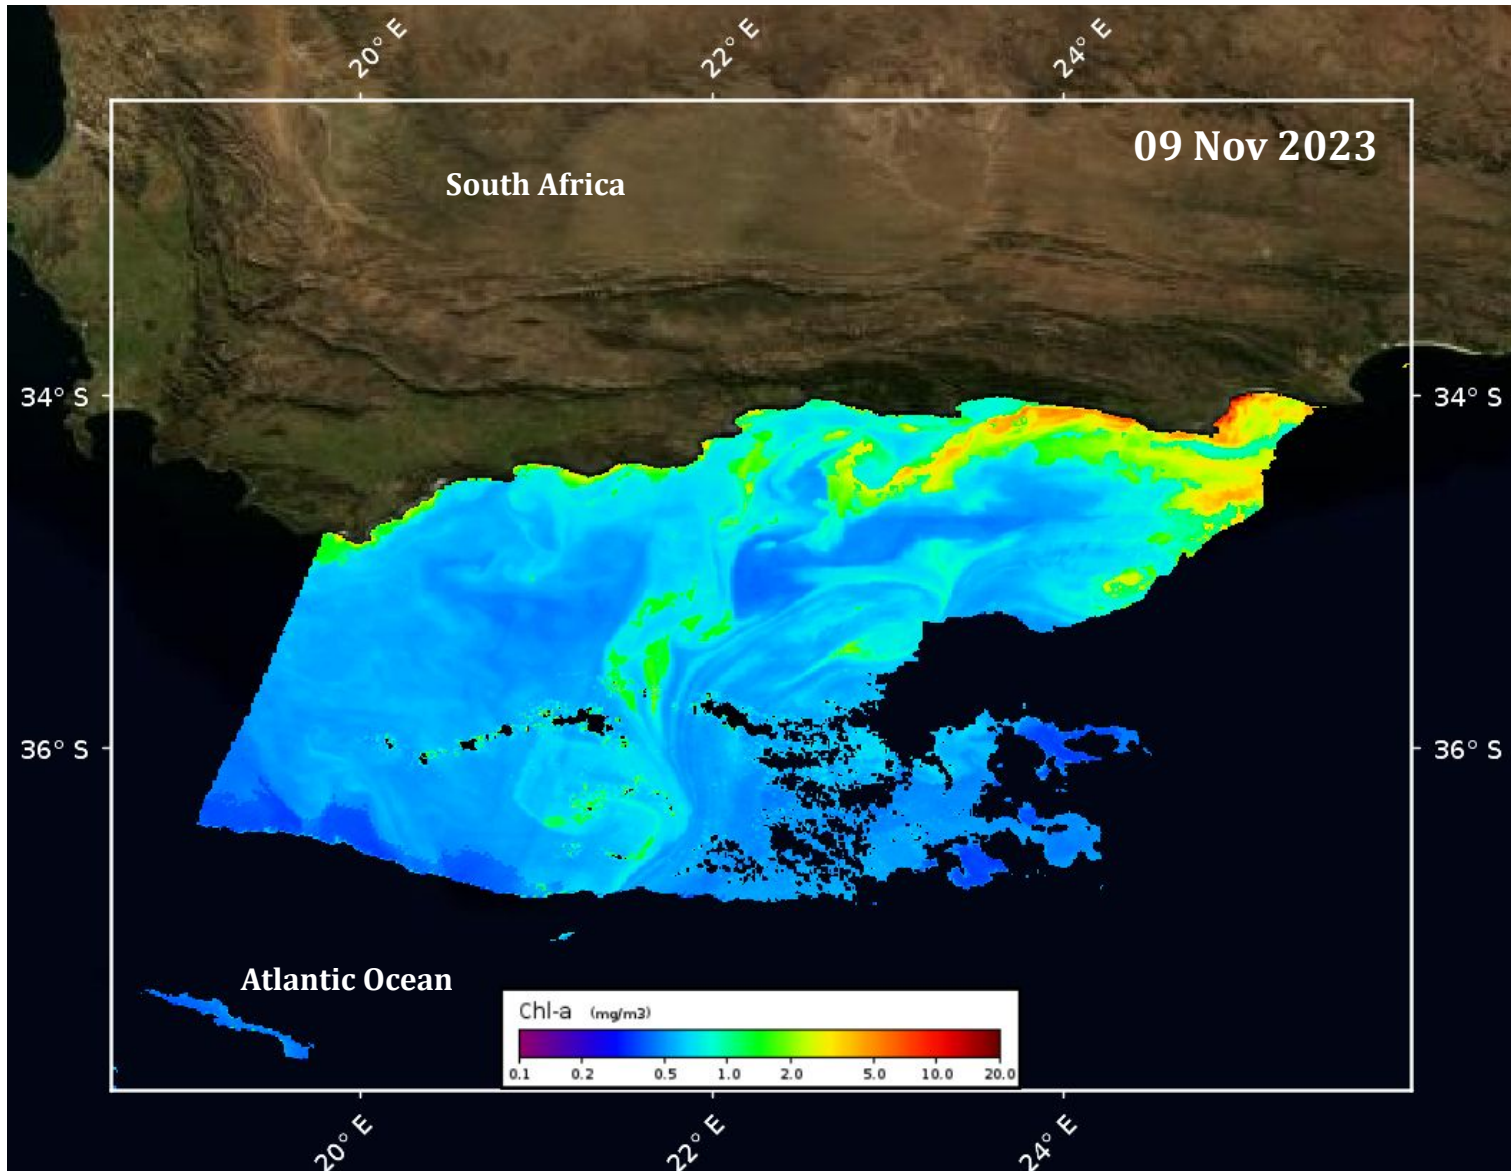 20° E 22° E 24° E
09 Nov 2023
South Africa
34° S 34° S
36° S 36° S
Atlantic Ocean
Chl-a (mg/m3)
0.1 0.2 0.5 1.0 2.0 5.0 10.0 20.0
20° E 22° E 24° E